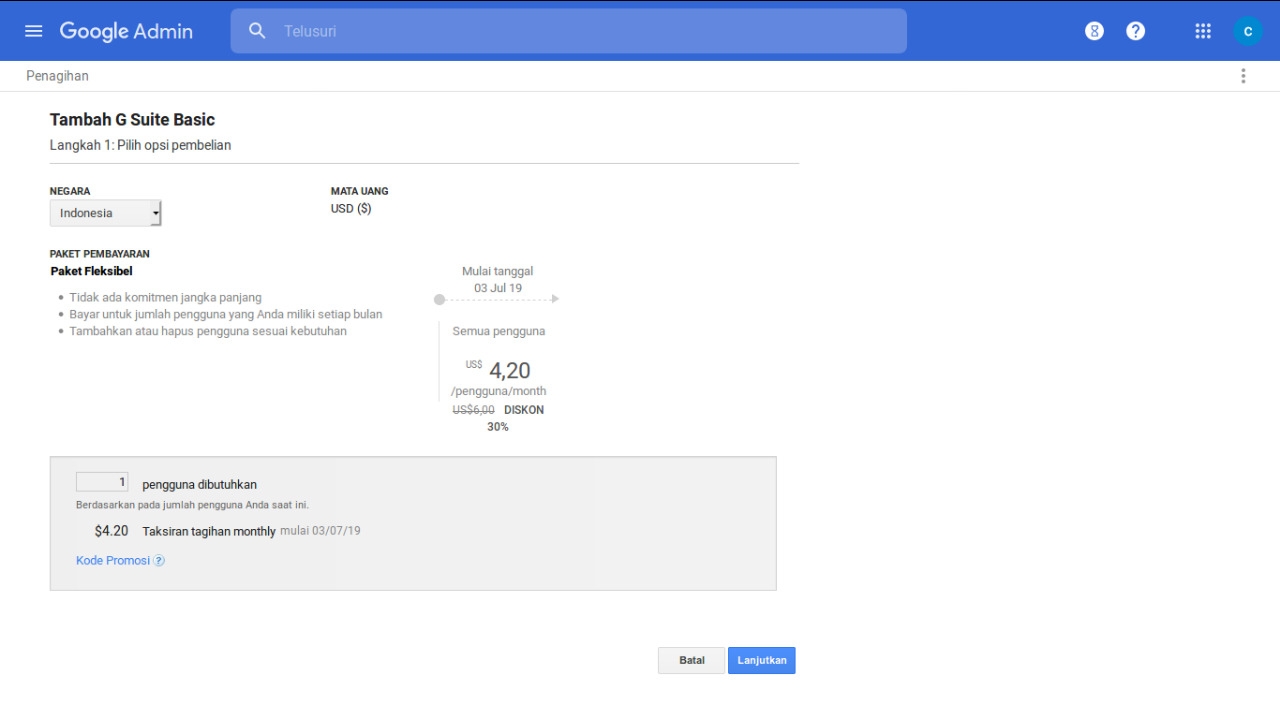 Google Admin
Telusuri
C
Penagihan
Tambah G Suite Basic
Langkah 1: Pilih opsi pembelian
NEGARA
Indonesia
MATA UANG
USD ($)
PAKET PEMBAYARAN
Paket Fleksibel
Tidak ada komitmen jangka panjang
Bayar untuk jumlah pengguna yang Anda miliki setiap bulan
Tambahkan atau hapus pengguna sesuai kebutuhan
Mulai tanggal
03 Jul 19
Semua pengguna
US$ 4,20
/pengguna/month
US$6,00 DISKON
30%
1 pengguna dibutuhkan
Berdasarkan pada jumlah pengguna Anda saat ini.
$4.20 Taksiran tagihan monthly mulai 03/07/19
Kode Promosi ?
Batal
Lanjutkan